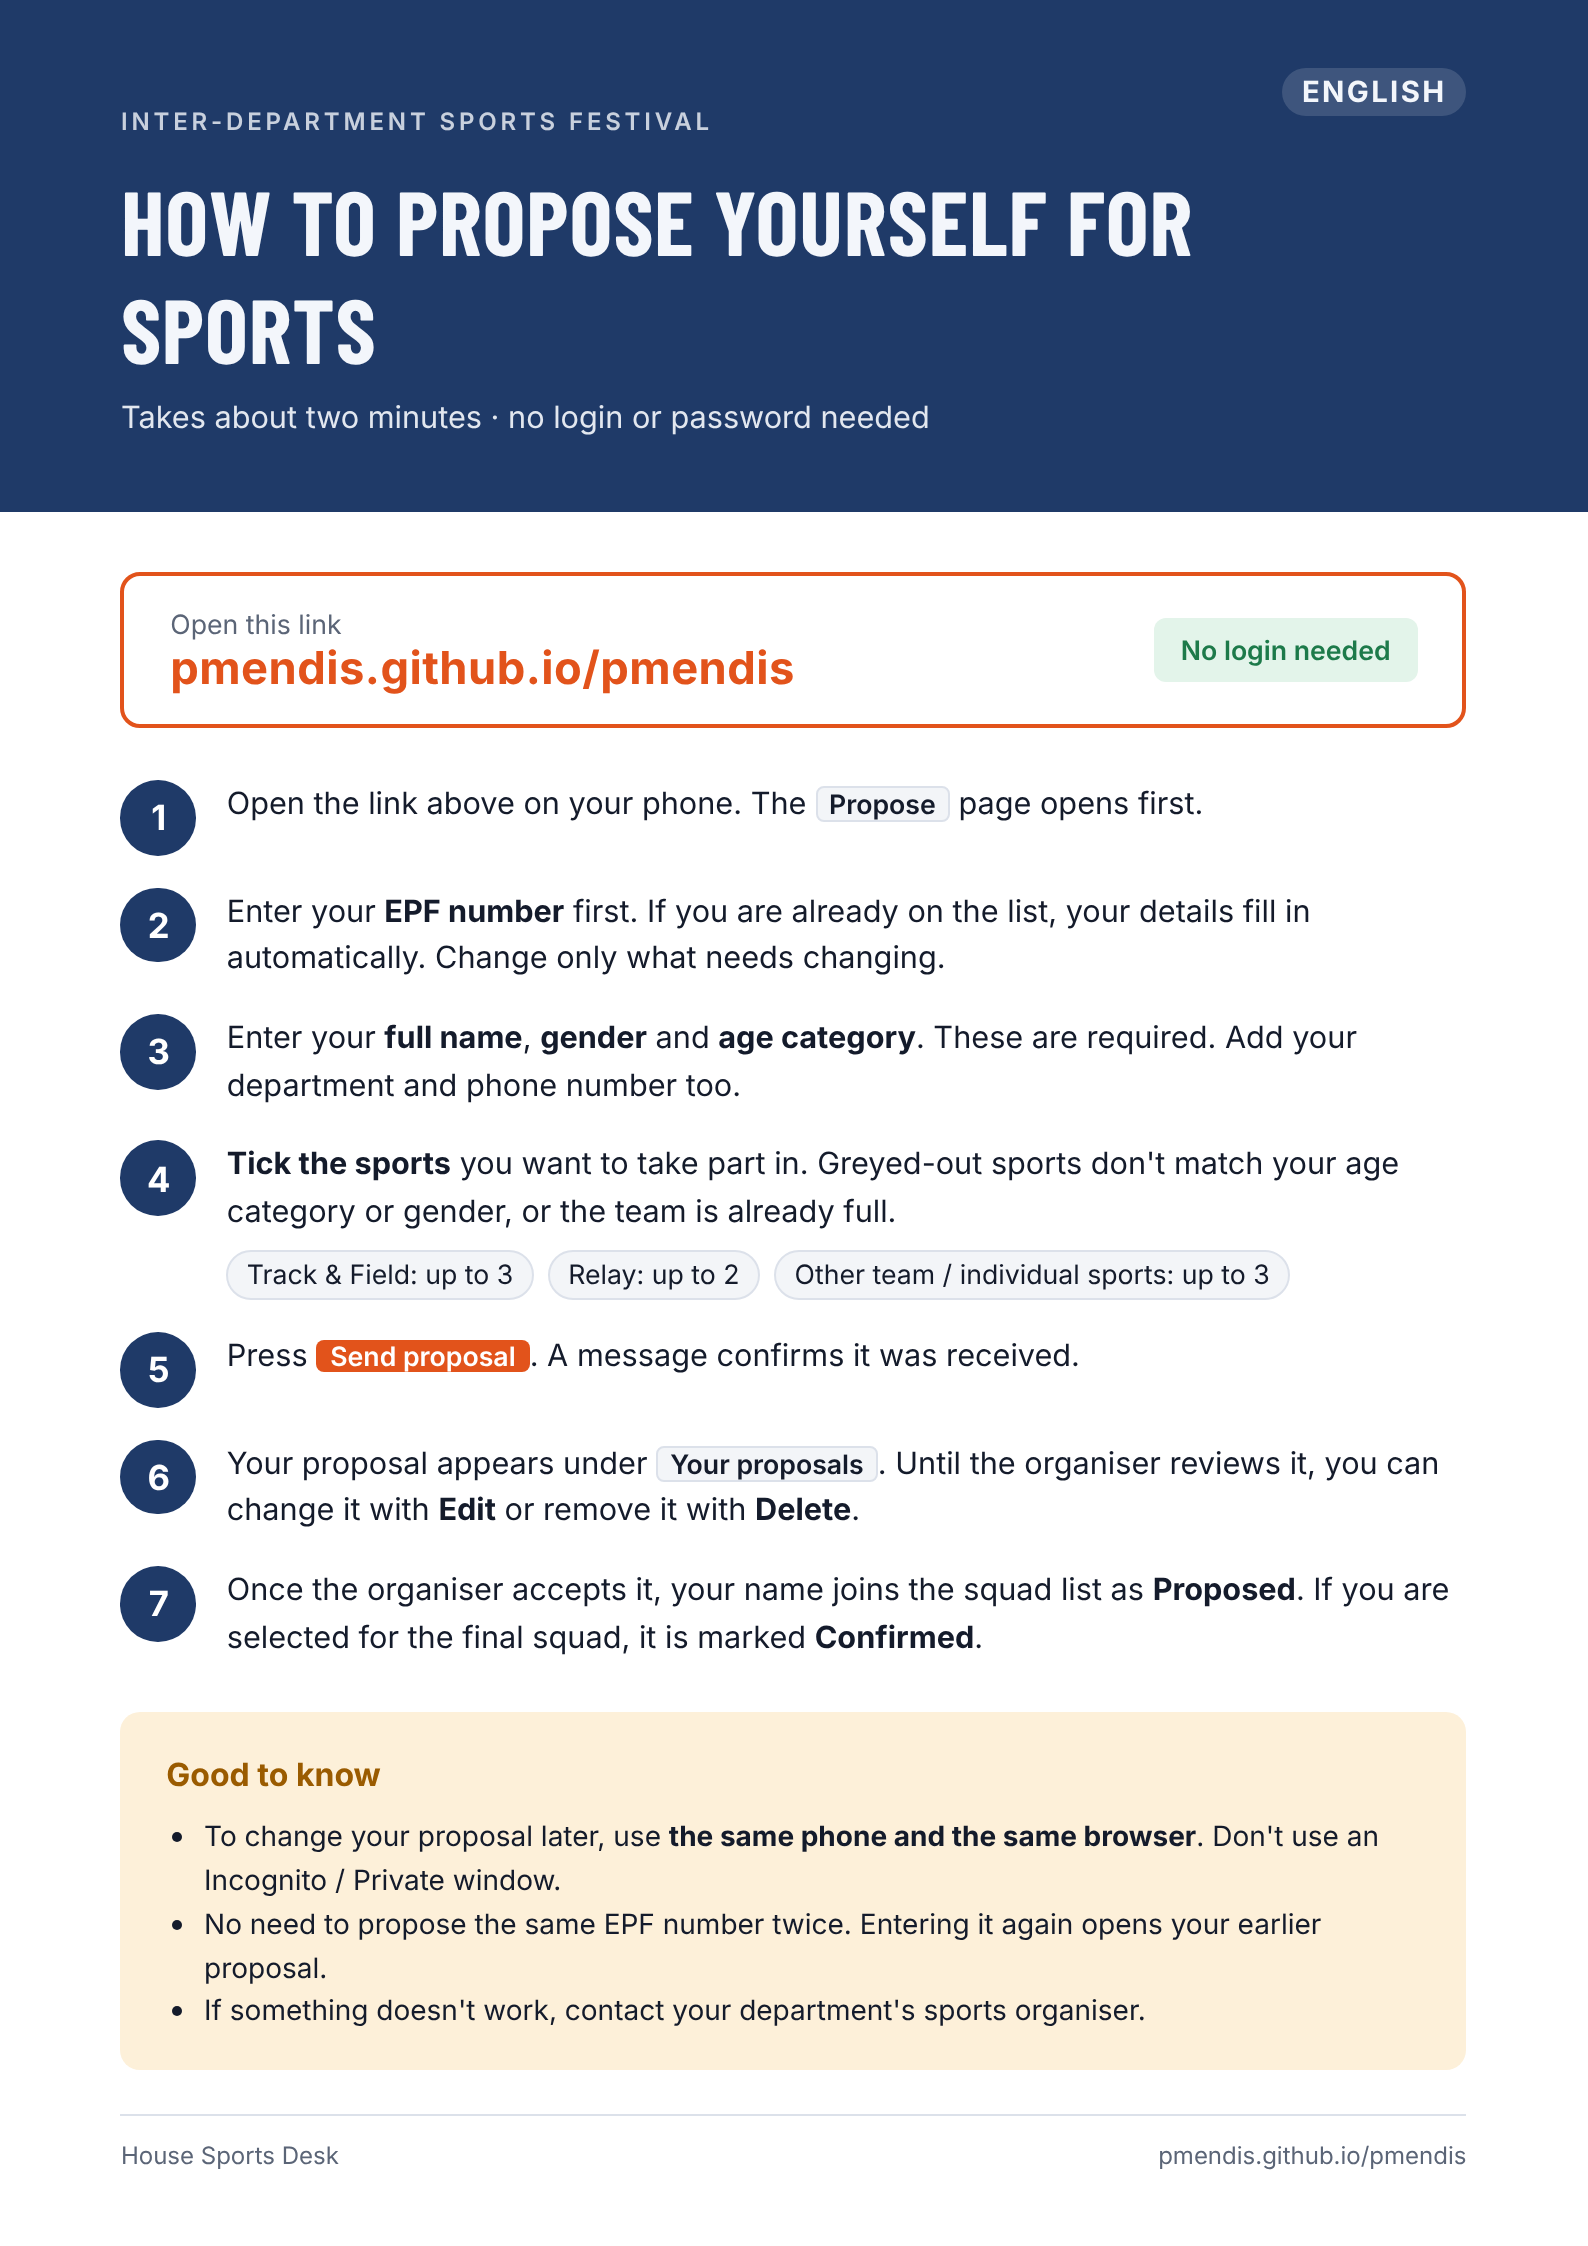 ENGLISH
INTER-DEPARTMENT SPORTS FESTIVAL
HOW TO PROPOSE YOURSELF FOR
SPORTS
Takes about two minutes · no login or password needed
Open this link
pmendis.github.io/pmendis
No login needed
1
Open the link above on your phone. The Propose page opens first.
2
Enter your EPF number first. If you are already on the list, your details fill in
automatically. Change only what needs changing.
3
Enter your full name, gender and age category. These are required. Add your
department and phone number too.
4
Tick the sports you want to take part in. Greyed-out sports don't match your age
category or gender, or the team is already full.
Track & Field: up to 3
Relay: up to 2
Other team / individual sports: up to 3
5
Press Send proposal. A message confirms it was received.
6
Your proposal appears under Your proposals. Until the organiser reviews it, you can
change it with Edit or remove it with Delete.
7
Once the organiser accepts it, your name joins the squad list as Proposed. If you are
selected for the final squad, it is marked Confirmed.
Good to know
• To change your proposal later, use the same phone and the same browser. Don't use an
Incognito / Private window.
• No need to propose the same EPF number twice. Entering it again opens your earlier
proposal.
• If something doesn't work, contact your department's sports organiser.
House Sports Desk
pmendis.github.io/pmendis